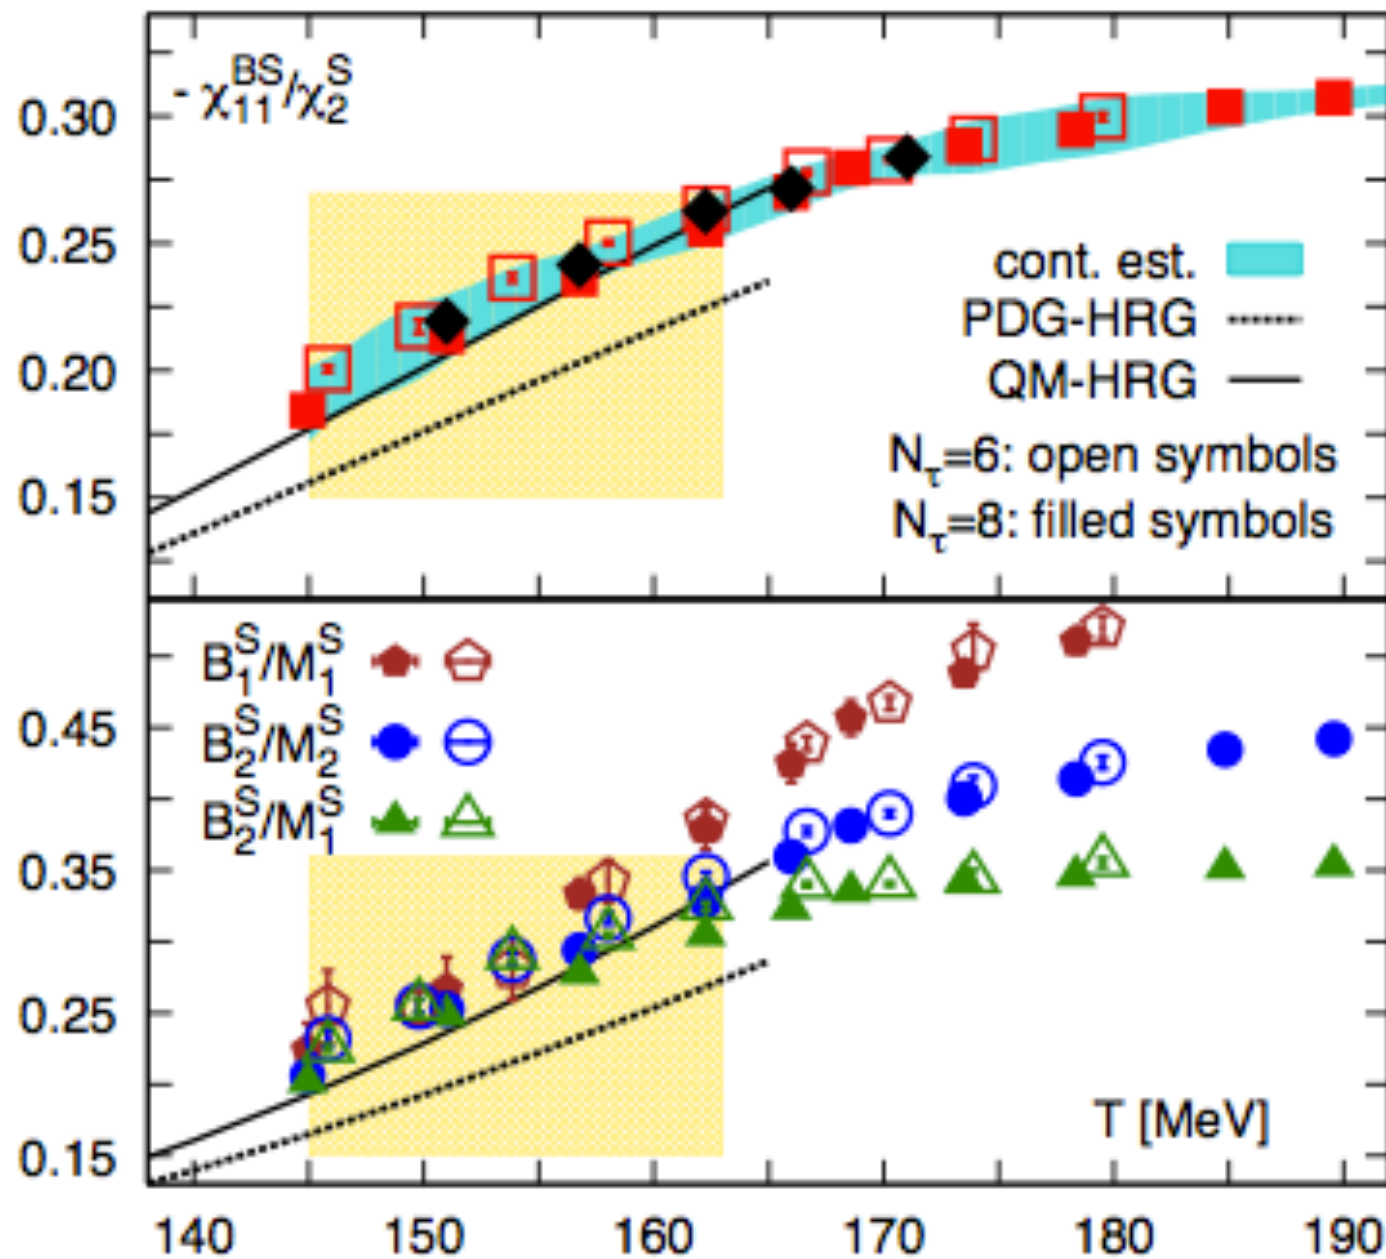 - χ₁₁ᴮˢ/χ₂ˢ
0.30
0.25
0.20
0.15
cont. est.
PDG-HRG
QM-HRG
N_τ=6: open symbols
N_τ=8: filled symbols
B₁ˢ/M₁ˢ
B₂ˢ/M₂ˢ
B₂ˢ/M₁ˢ
0.45
0.35
0.25
0.15
T [MeV]
140 150 160 170 180 190